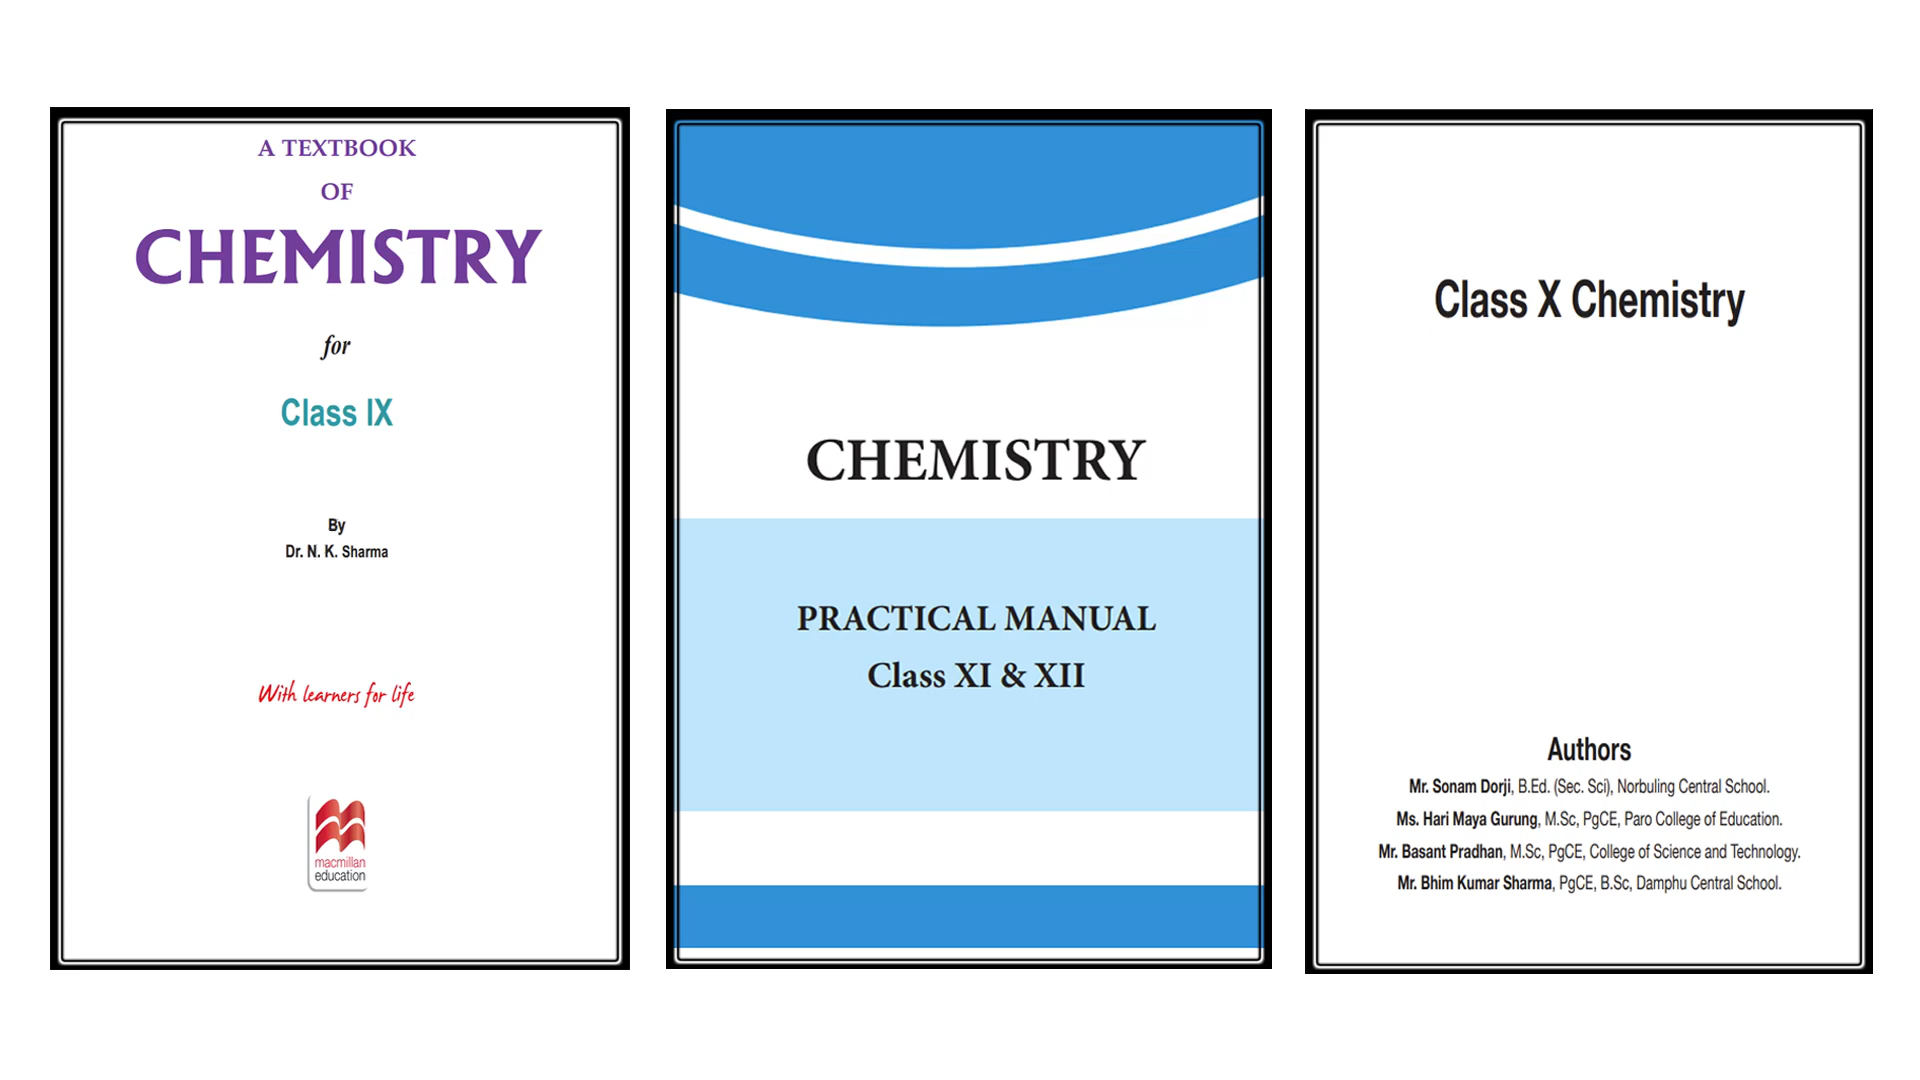 A TEXTBOOK
OF
CHEMISTRY
for
Class IX
By
Dr. N. K. Sharma
With learners for life
macmillan
education
CHEMISTRY
PRACTICAL MANUAL
Class XI & XII
Class X Chemistry
Authors
Mr. Sonam Dorji, B.Ed. (Sec. Sci), Norbuling Central School.
Ms. Hari Maya Gurung, M.Sc, PgCE, Paro College of Education.
Mr. Basant Pradhan, M.Sc, PgCE, College of Science and Technology.
Mr. Bhim Kumar Sharma, PgCE, B.Sc, Damphu Central School.